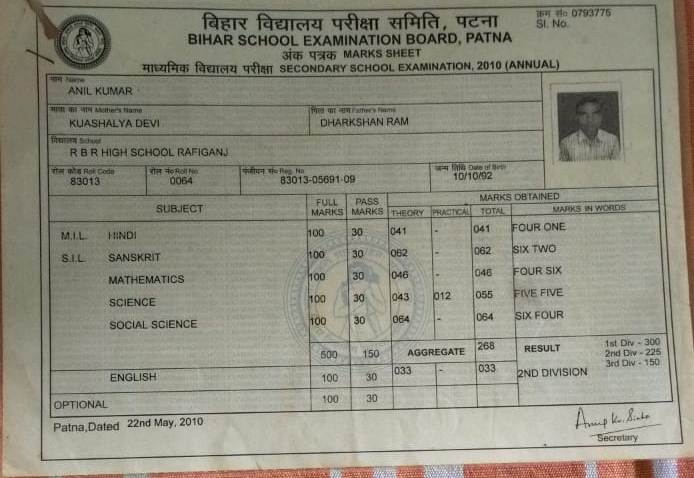 बिहार विद्यालय परीक्षा समिति, पटना
क्रम सं० 0793775
BIHAR SCHOOL EXAMINATION BOARD, PATNA
Sl. No.
अंक पत्रक MARKS SHEET
माध्यमिक विद्यालय परीक्षा SECONDARY SCHOOL EXAMINATION, 2010 (ANNUAL)
नाम Name
ANIL KUMAR
माता का नाम Mother's Name पिता का नाम Father's Name
KUASHALYA DEVI DHARKSHAN RAM
विद्यालय School
R B R HIGH SCHOOL RAFIGANJ
रोल कोड Roll Code रोल नं० Roll No पंजीयन सं० Reg. No. जन्म तिथि Date of Birth
83013 0064 83013-05691-09 10/10/92
SUBJECT FULL MARKS PASS MARKS MARKS OBTAINED
THEORY PRACTICAL TOTAL MARKS IN WORDS
M.I.L. HINDI 100 30 041 - 041 FOUR ONE
S.I.L. SANSKRIT 100 30 062 - 062 SIX TWO
MATHEMATICS 100 30 046 - 046 FOUR SIX
SCIENCE 100 30 043 012 055 FIVE FIVE
SOCIAL SCIENCE 100 30 064 - 064 SIX FOUR
500 150 AGGREGATE 268 RESULT 1st Div - 300
2nd Div - 225
3rd Div - 150
ENGLISH 100 30 033 - 033 2ND DIVISION
OPTIONAL 100 30
Patna,Dated 22nd May, 2010
Secretary